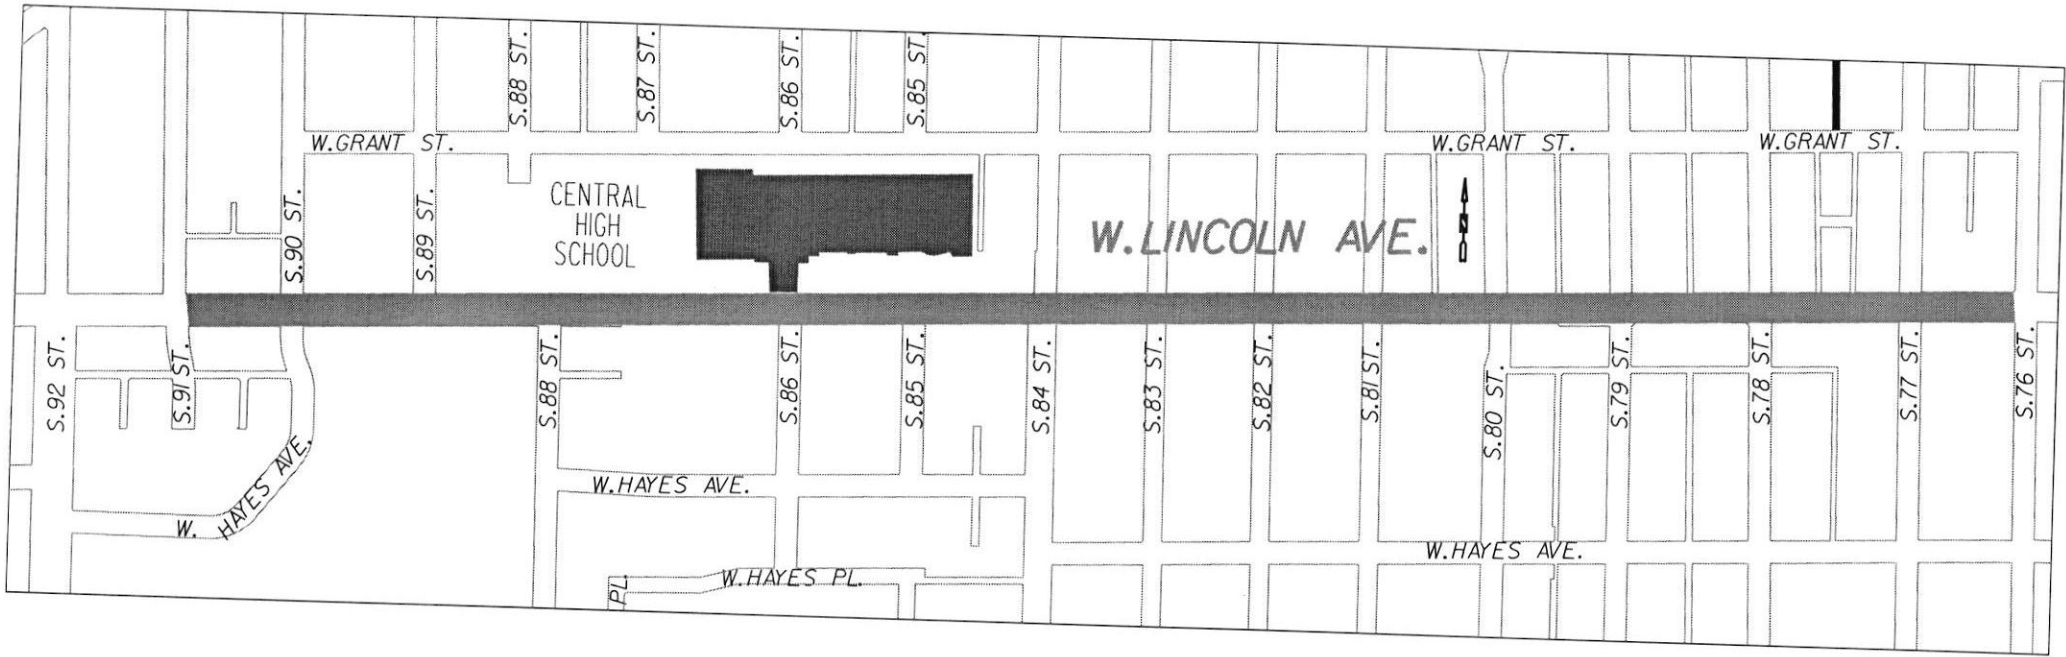 S.88 ST.
S.87 ST.
S.86 ST.
S.85 ST.
W.GRANT ST.
W.GRANT ST.
W.GRANT ST.
S.90 ST.
S.89 ST.
CENTRAL
HIGH
SCHOOL
W.LINCOLN AVE.
N
S.92 ST.
S.91 ST.
S.88 ST.
S.86 ST.
S.85 ST.
S.84 ST.
S.83 ST.
S.82 ST.
S.81 ST.
S.80 ST.
S.79 ST.
S.78 ST.
S.77 ST.
S.76 ST.
W. HAYES AVE.
W.HAYES AVE.
W.HAYES AVE.
W.HAYES PL.
PL.